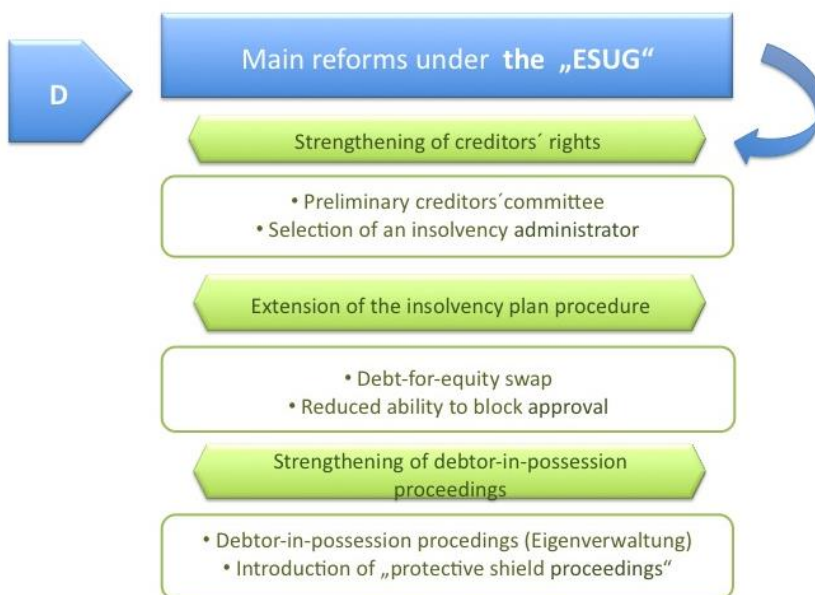 D
Main reforms under the „ESUG“
Strengthening of creditors´ rights
• Preliminary creditors´committee
• Selection of an insolvency administrator
Extension of the insolvency plan procedure
• Debt-for-equity swap
• Reduced ability to block approval
Strengthening of debtor-in-possession
proceedings
• Debtor-in-possession procedings (Eigenverwaltung)
• Introduction of „protective shield proceedings“